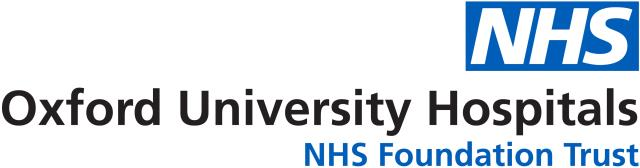 NHS
Oxford University Hospitals
NHS Foundation Trust